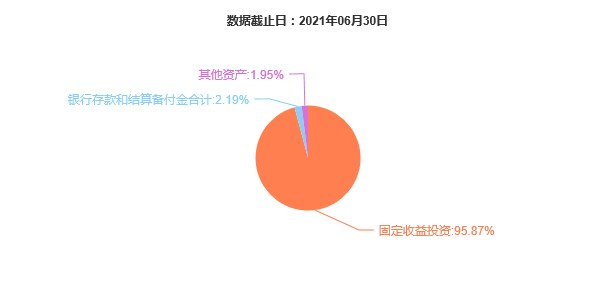 数据截止日：2021年06月30日
其他资产:1.95%
银行存款和结算备付金合计:2.19%
固定收益投资:95.87%